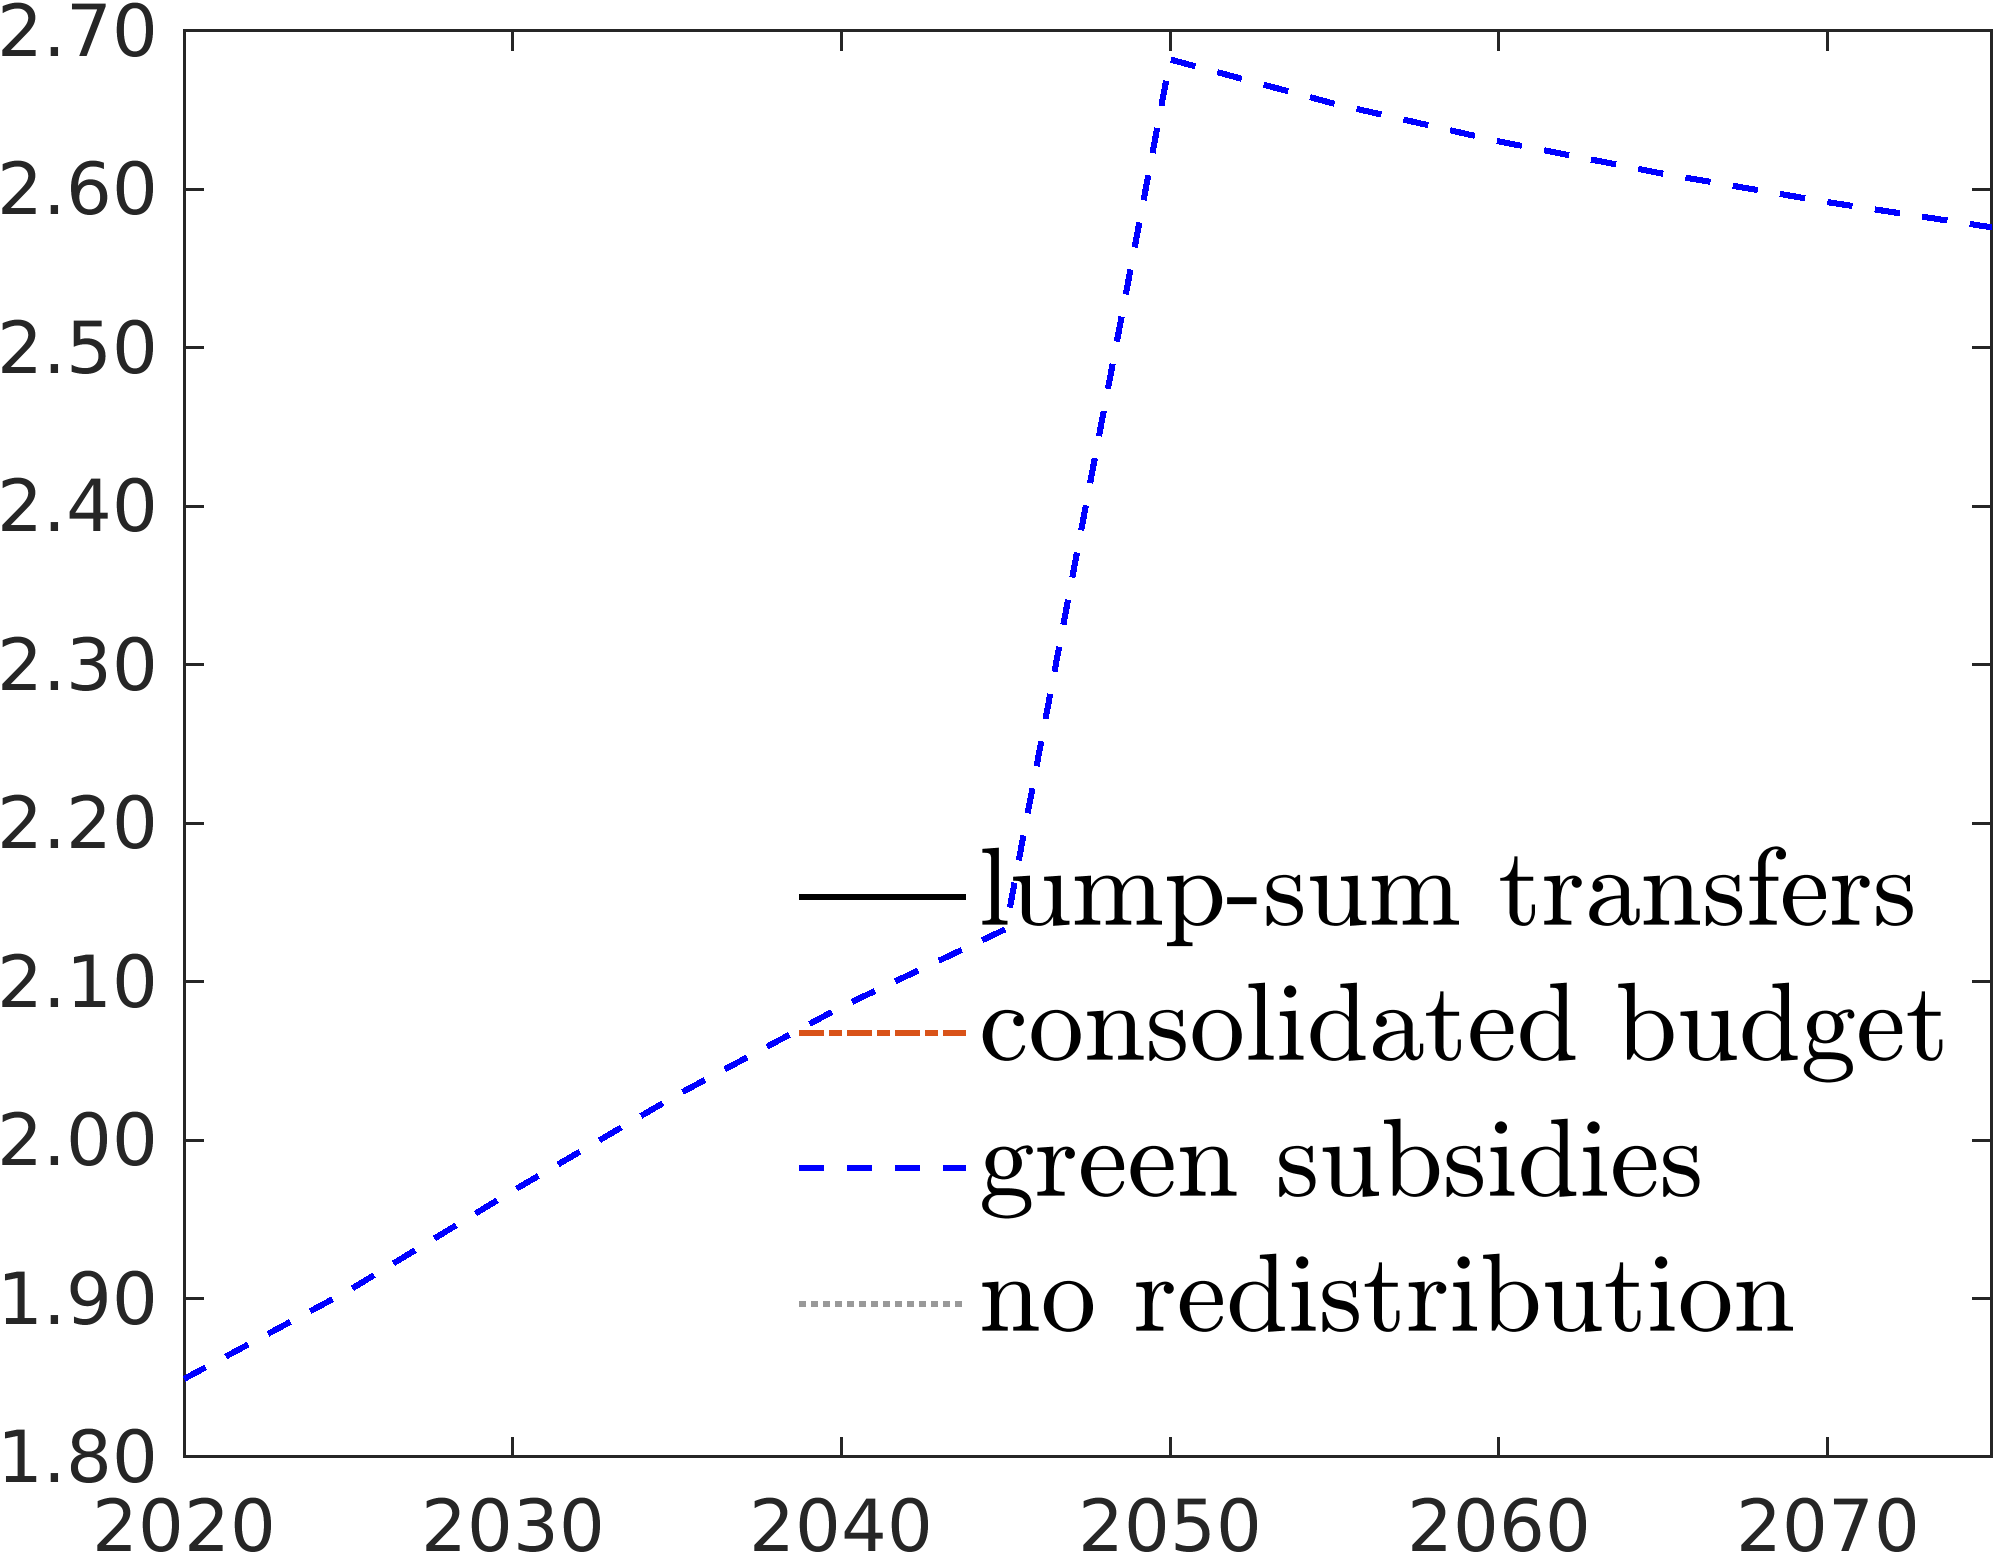 2.70
2.60
2.50
2.40
2.30
2.20
2.10
2.00
1.90
1.80
2020 2030 2040 2050 2060 2070
lump-sum transfers
consolidated budget
green subsidies
no redistribution